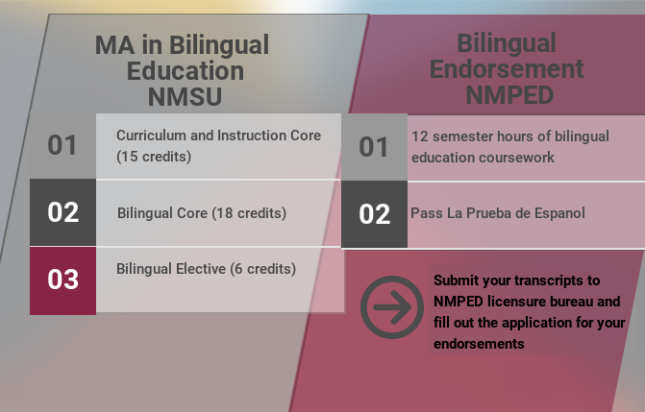 MA in Bilingual
Education
NMSU
01
Curriculum and Instruction Core
(15 credits)
02
Bilingual Core (18 credits)
03
Bilingual Elective (6 credits)
Bilingual
Endorsement
NMPED
01
12 semester hours of bilingual
education coursework
02
Pass La Prueba de Espanol
Submit your transcripts to
NMPED licensure bureau and
fill out the application for your
endorsements